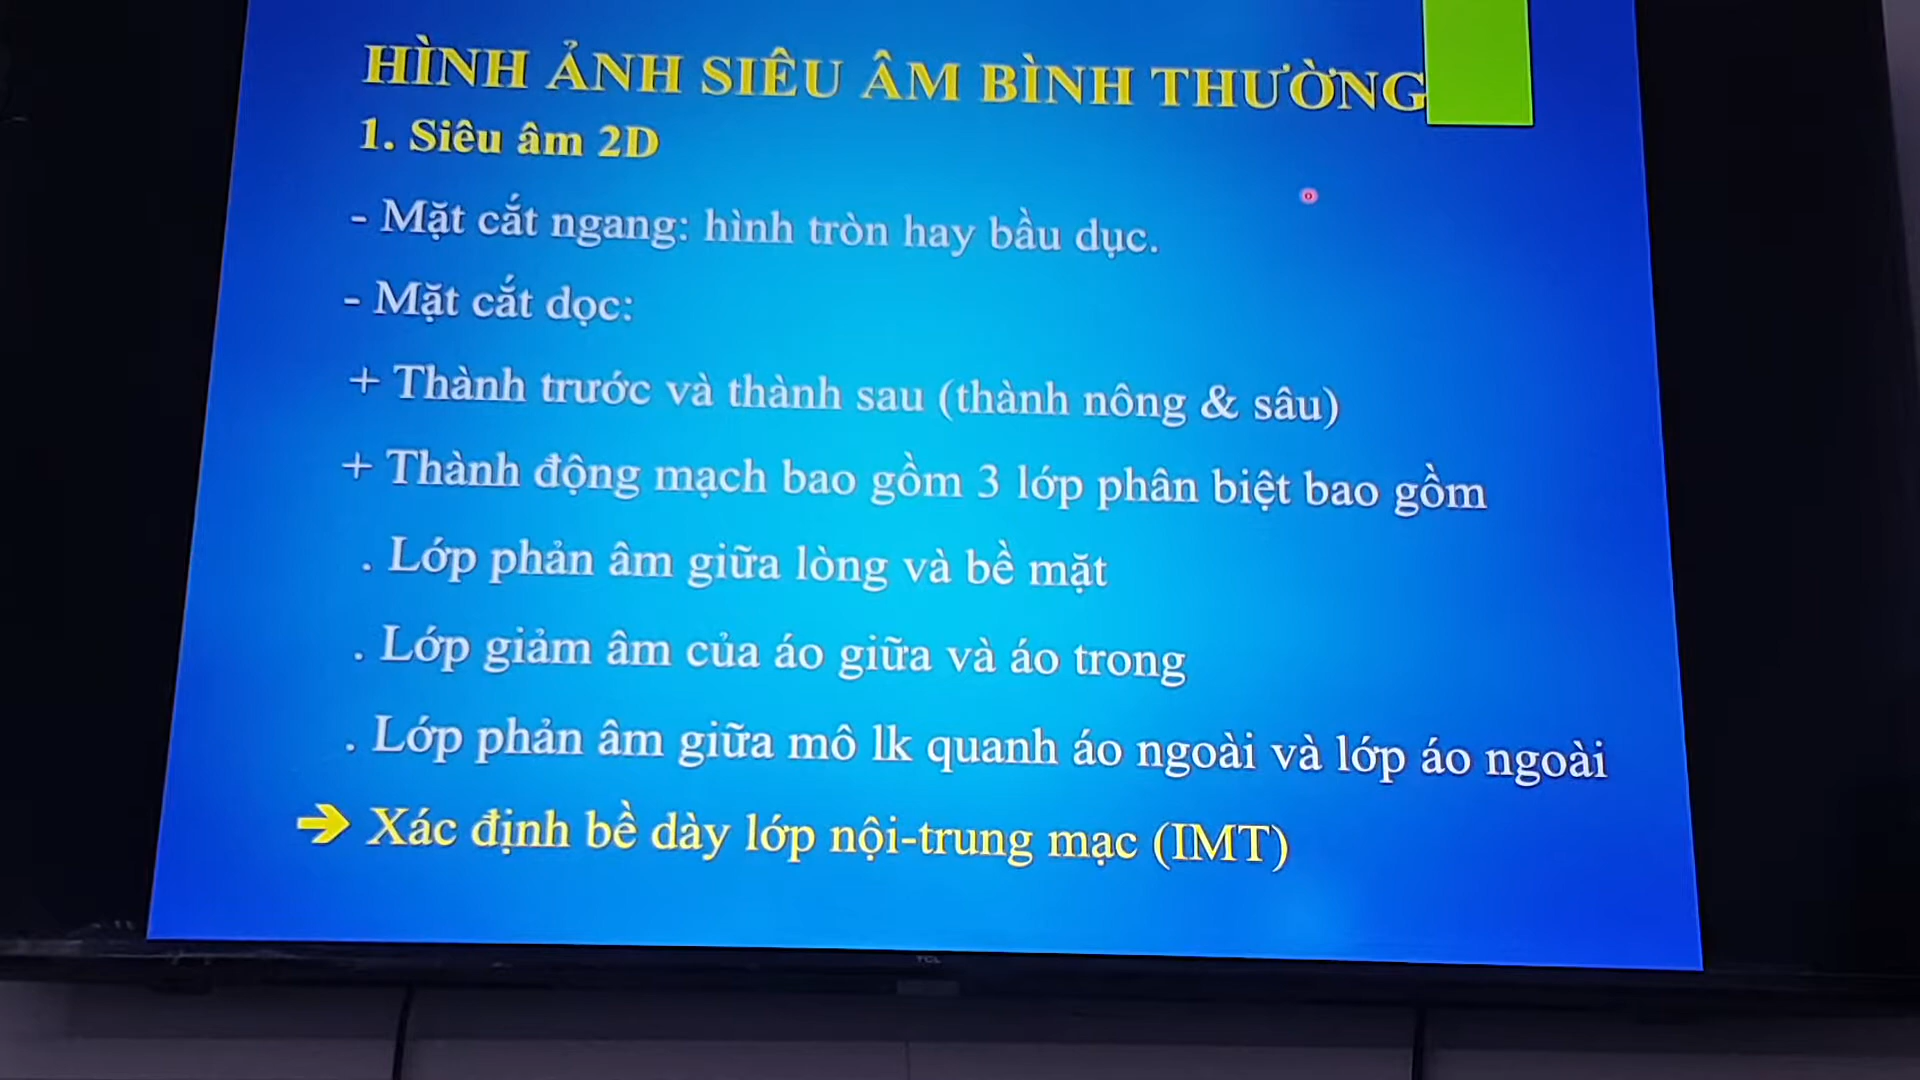 HÌNH ẢNH SIÊU ÂM BÌNH THƯỜNG
1. Siêu âm 2D
- Mặt cắt ngang: hình tròn hay bầu dục.
- Mặt cắt dọc:
+ Thành trước và thành sau (thành nông & sâu)
+ Thành động mạch bao gồm 3 lớp phân biệt bao gồm
. Lớp phản âm giữa lòng và bề mặt
. Lớp giảm âm của áo giữa và áo trong
. Lớp phản âm giữa mô lk quanh áo ngoài và lớp áo ngoài
➔ Xác định bề dày lớp nội-trung mạc (IMT)
TCL